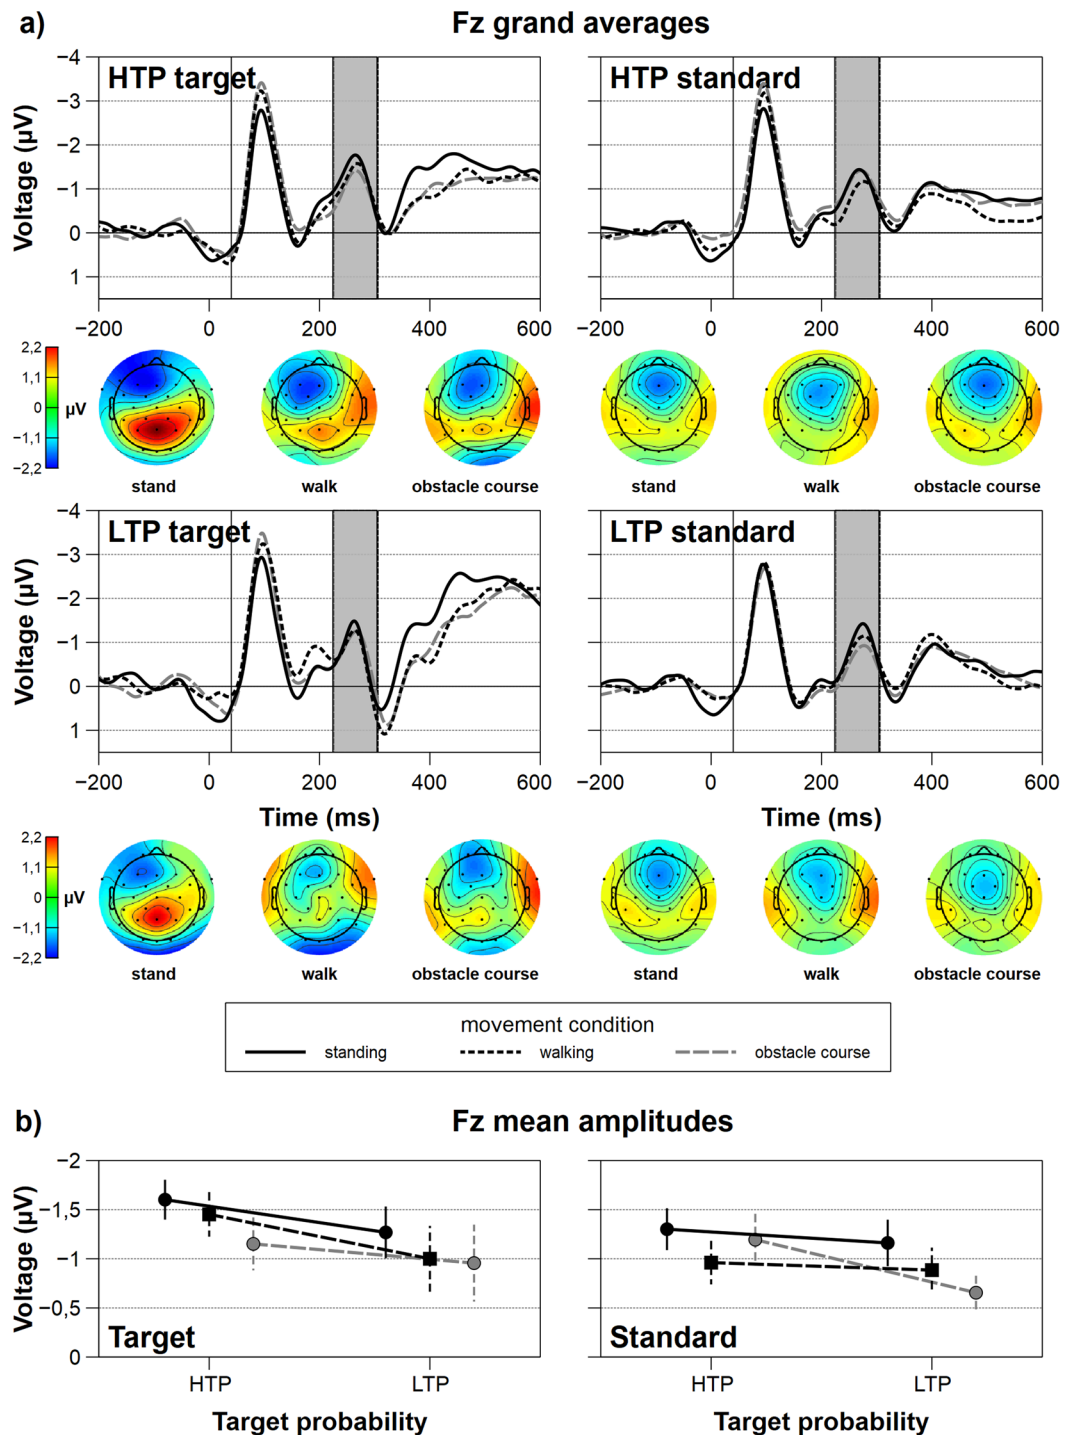 a)
Fz grand averages
HTP target
HTP standard
Voltage (µV)
−4
−3
−2
−1
0
1
−200 0 200 400 600
−200 0 200 400 600
2,2
1,1
0
−1,1
−2,2
µV
stand walk obstacle course
stand walk obstacle course
LTP target
LTP standard
Voltage (µV)
−4
−3
−2
−1
0
1
−200 0 200 400 600
−200 0 200 400 600
Time (ms)
Time (ms)
2,2
1,1
0
−1,1
−2,2
µV
stand walk obstacle course
stand walk obstacle course
movement condition
standing walking obstacle course
b)
Fz mean amplitudes
Voltage (µV)
−2
−1,5
−1
−0,5
0
Target
Standard
HTP LTP
HTP LTP
Target probability
Target probability